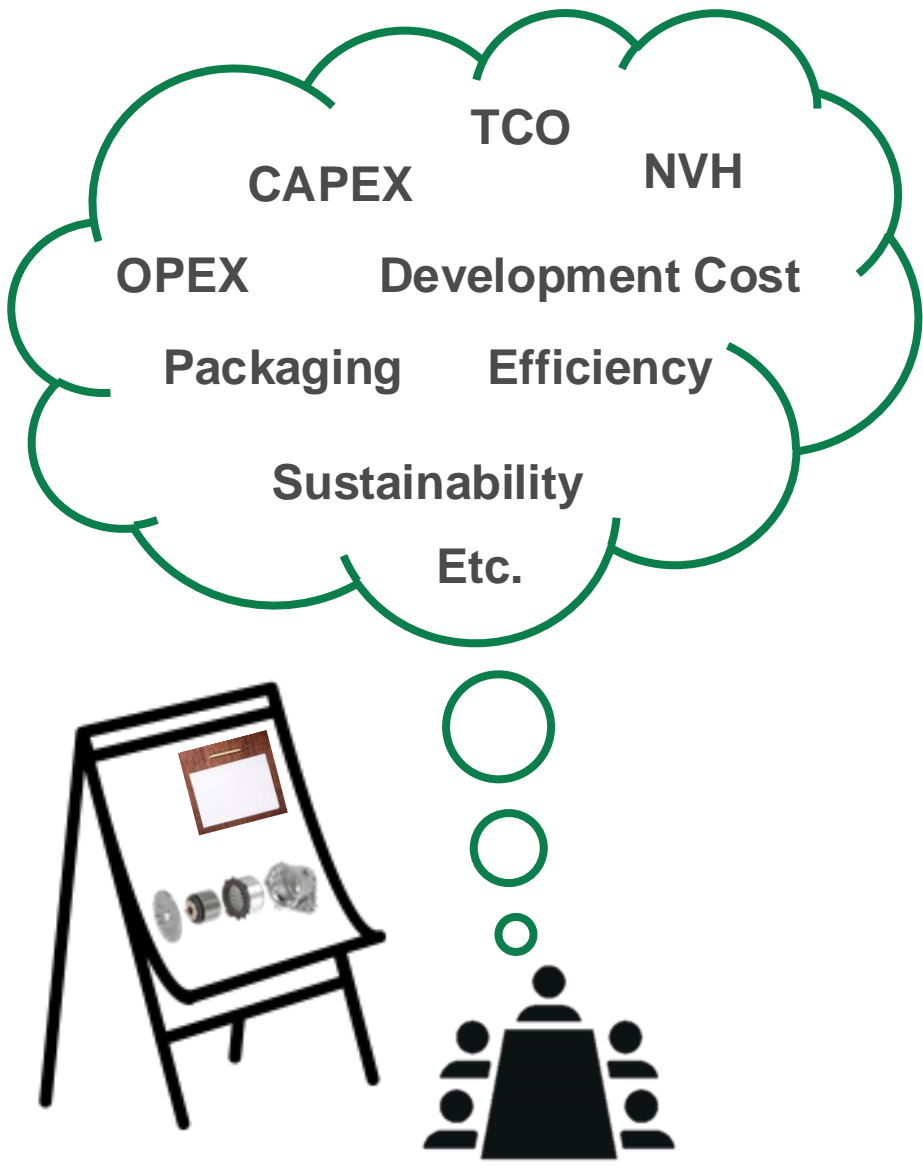 TCO
CAPEX
NVH
OPEX
Development Cost
Packaging
Efficiency
Sustainability
Etc.